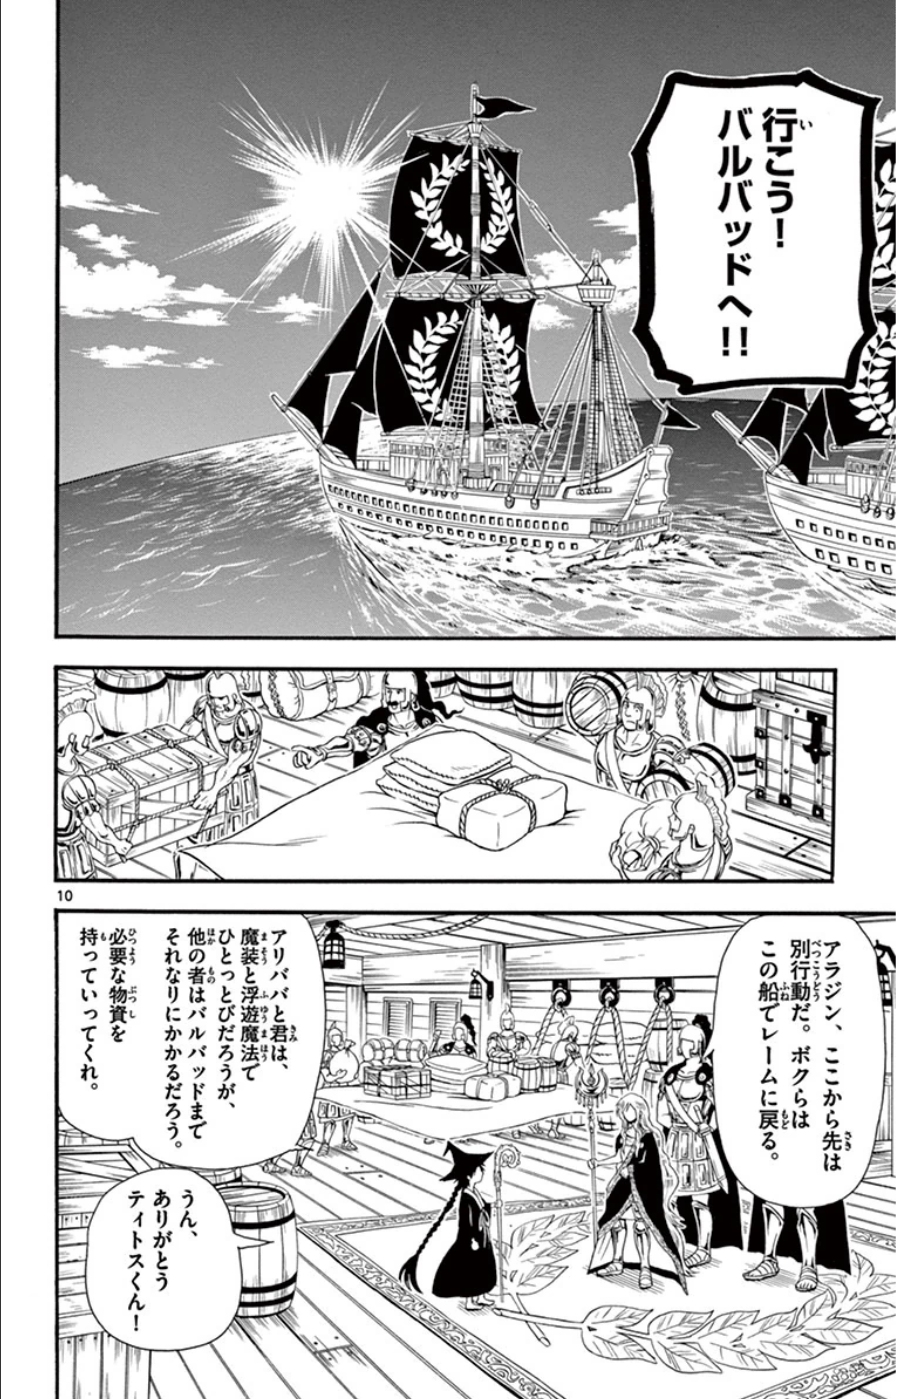 行こう！
バルバッドへ!!
10
アラジン、ここから先は
別行動だ。ボクらは
この船でレームに戻る。
アリババと君は、
魔装と浮遊魔法で
ひとっとびだろうが、
他の者はバルバッドまで
それなりにかかるだろう。
必要な物資を
持っていってくれ。
うん、
ありがとう
ティトスくん！